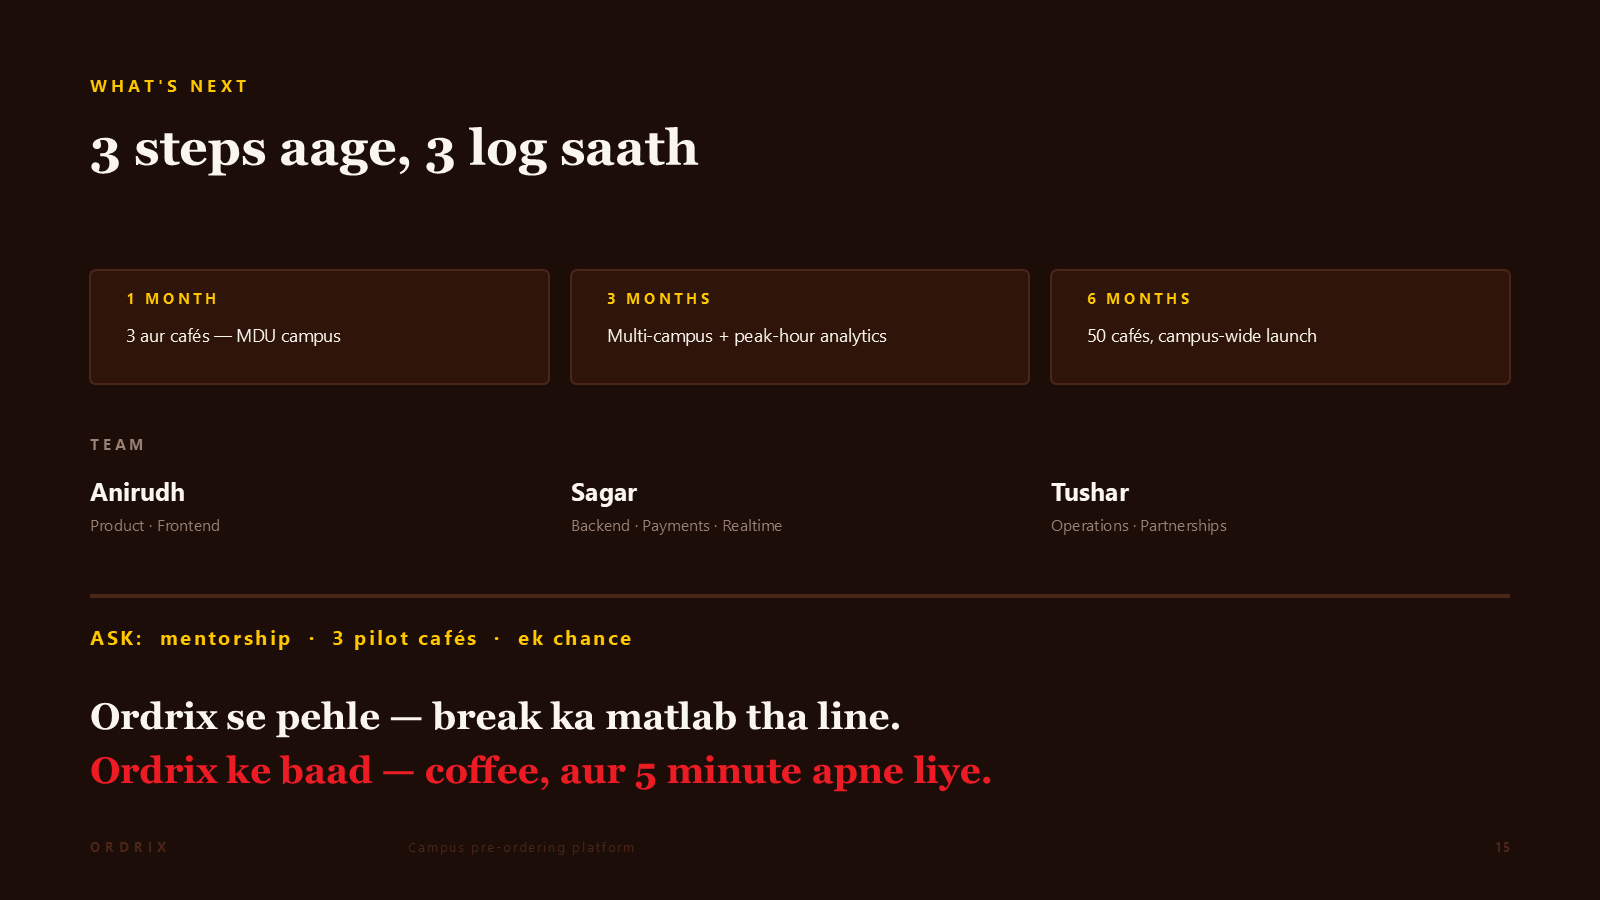 WHAT'S NEXT
3 steps aage, 3 log saath
1 MONTH
3 aur cafés — MDU campus
3 MONTHS
Multi-campus + peak-hour analytics
6 MONTHS
50 cafés, campus-wide launch
TEAM
Anirudh
Product · Frontend
Sagar
Backend · Payments · Realtime
Tushar
Operations · Partnerships
ASK: mentorship · 3 pilot cafés · ek chance
Ordrix se pehle — break ka matlab tha line.
Ordrix ke baad — coffee, aur 5 minute apne liye.
ORDRIX Campus pre-ordering platform 15